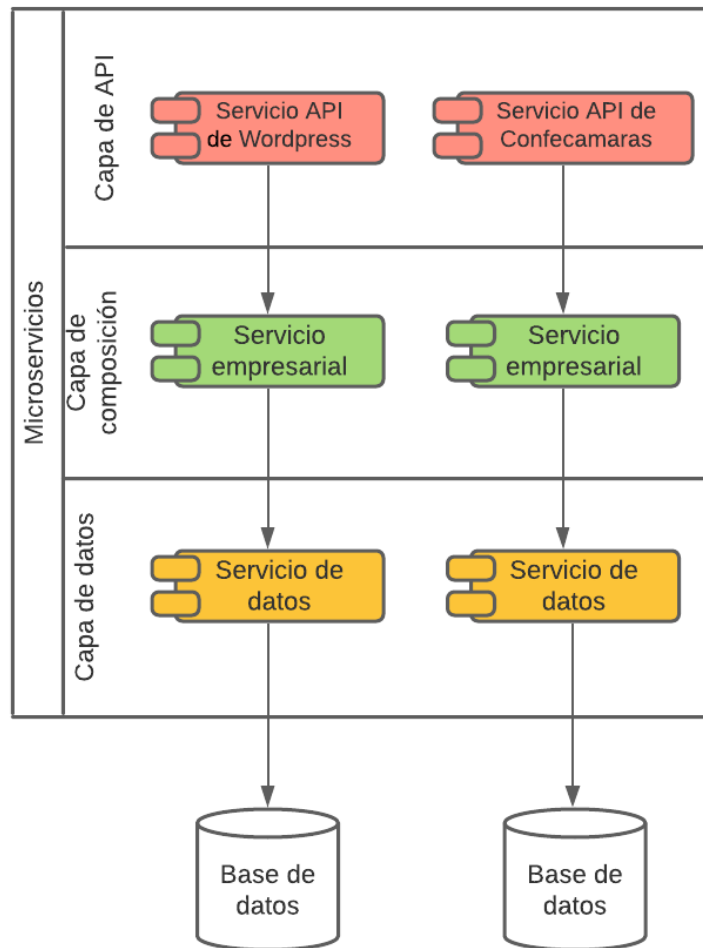 Microservicios
Capa de API
Servicio API
de Wordpress
Servicio API de
Confecamaras
Capa de
composición
Servicio
empresarial
Servicio
empresarial
Capa de datos
Servicio de
datos
Servicio de
datos
Base de
datos
Base de
datos